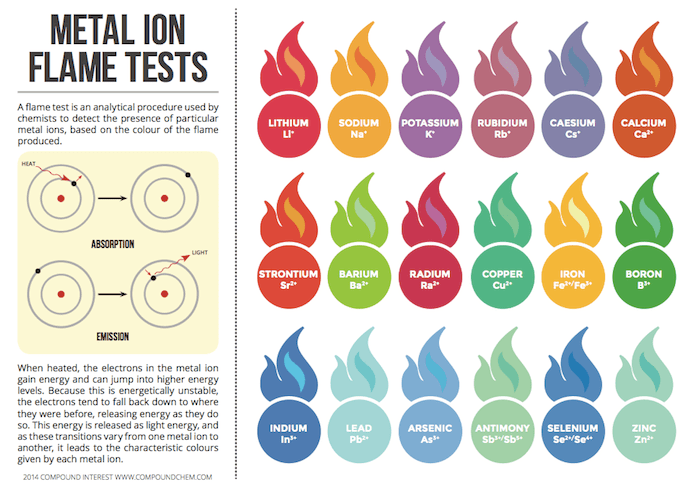 METAL ION
FLAME TESTS
A flame test is an analytical procedure used by
chemists to detect the presence of particular
metal ions, based on the colour of the flame
produced.
HEAT
ABSORPTION
LIGHT
EMISSION
When heated, the electrons in the metal ion
gain energy and can jump into higher energy
levels. Because this is energetically unstable,
the electrons tend to fall back down to where
they were before, releasing energy as they do
so. This energy is released as light energy, and
as these transitions vary from one metal ion to
another, it leads to the characteristic colours
given by each metal ion.
2014 COMPOUND INTEREST WWW.COMPOUNDCHEM.COM
LITHIUM
Li⁺
SODIUM
Na⁺
POTASSIUM
K⁺
RUBIDIUM
Rb⁺
CAESIUM
Cs⁺
CALCIUM
Ca²⁺
STRONTIUM
Sr²⁺
BARIUM
Ba²⁺
RADIUM
Ra²⁺
COPPER
Cu²⁺
IRON
Fe²⁺/Fe³⁺
BORON
B³⁺
INDIUM
In³⁺
LEAD
Pb²⁺
ARSENIC
As³⁺
ANTIMONY
Sb³⁺/Sb⁵⁺
SELENIUM
Se²⁺/Se⁴⁺
ZINC
Zn²⁺